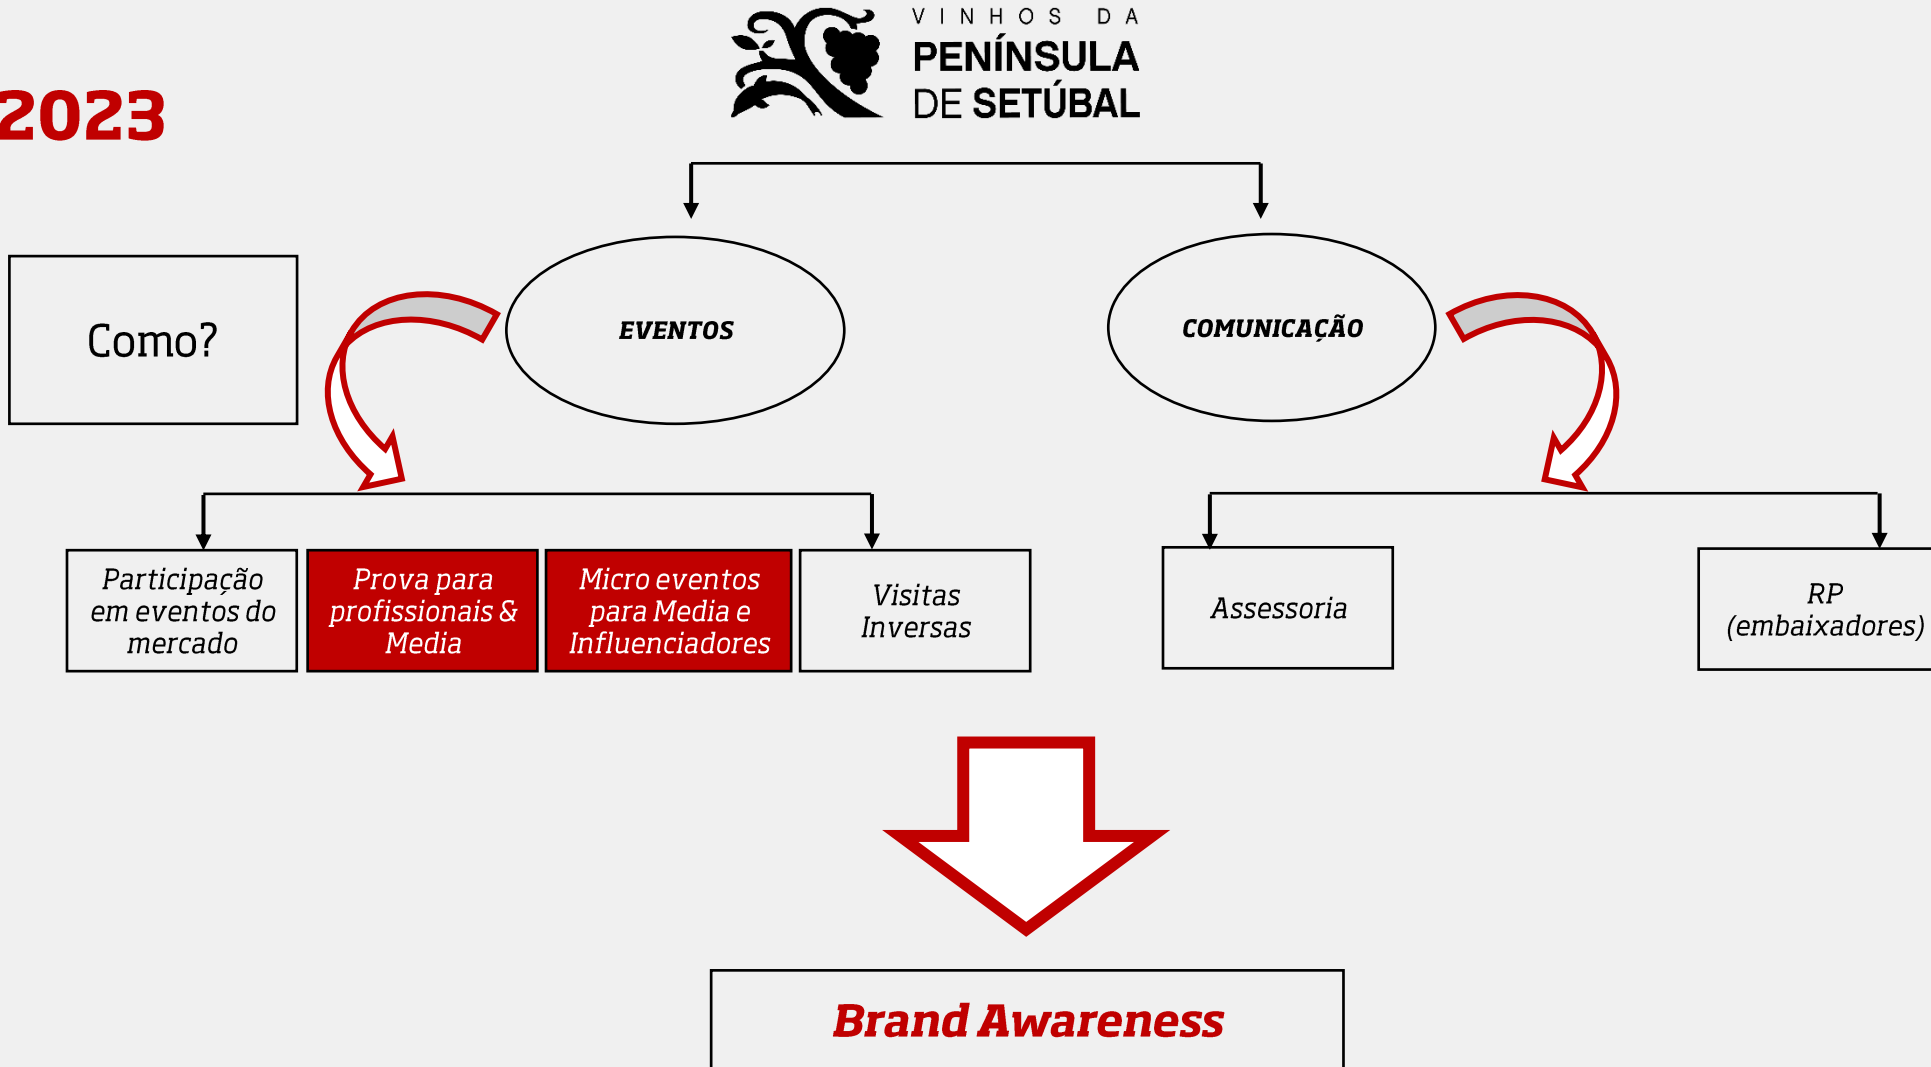 VINHOS DA
PENÍNSULA
DE SETÚBAL
2023
Como?
EVENTOS
COMUNICAÇÃO
Participação
em eventos do
mercado
Prova para
profissionais &
Media
Micro eventos
para Media e
Influenciadores
Visitas
Inversas
Assessoria
RP
(embaixadores)
Brand Awareness